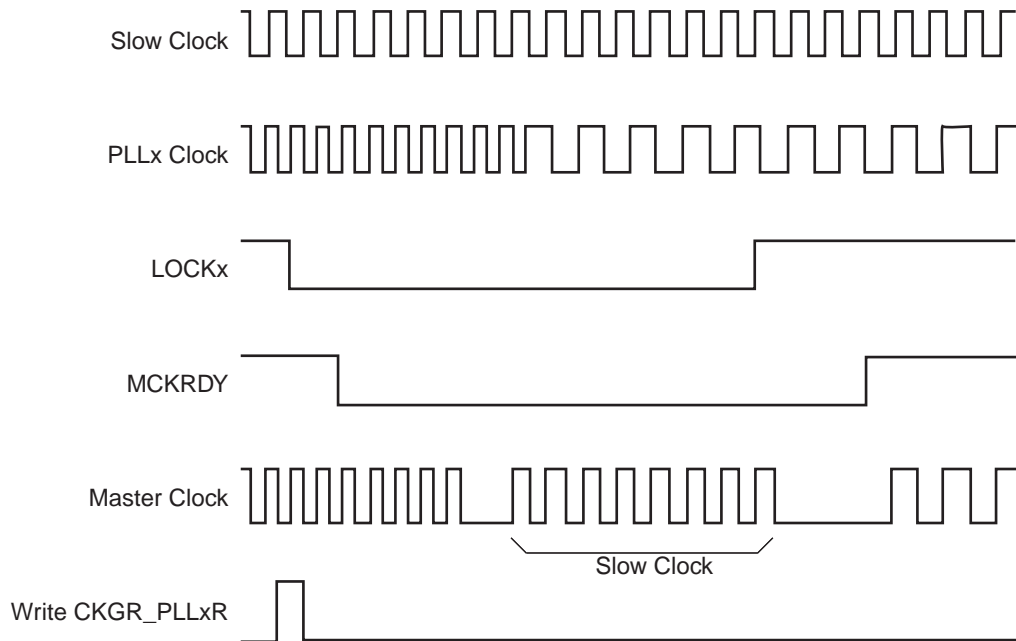 Slow Clock
PLLx Clock
LOCKx
MCKRDY
Master Clock
Slow Clock
Write CKGR_PLLxR